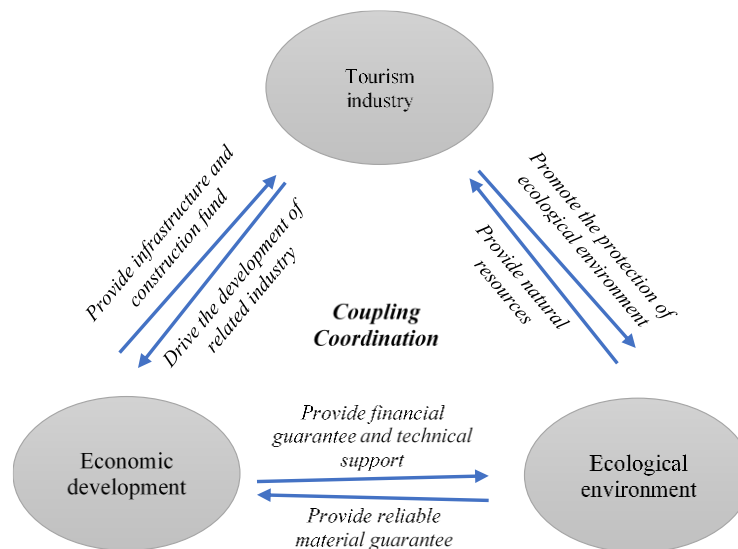 Tourism
industry
Provide infrastructure and
construction fund
Drive the development of
related industry
Promote the protection of
ecological environment
Provide natural
resources
Coupling
Coordination
Economic
development
Provide financial
guarantee and technical
support
Provide reliable
material guarantee
Ecological
environment